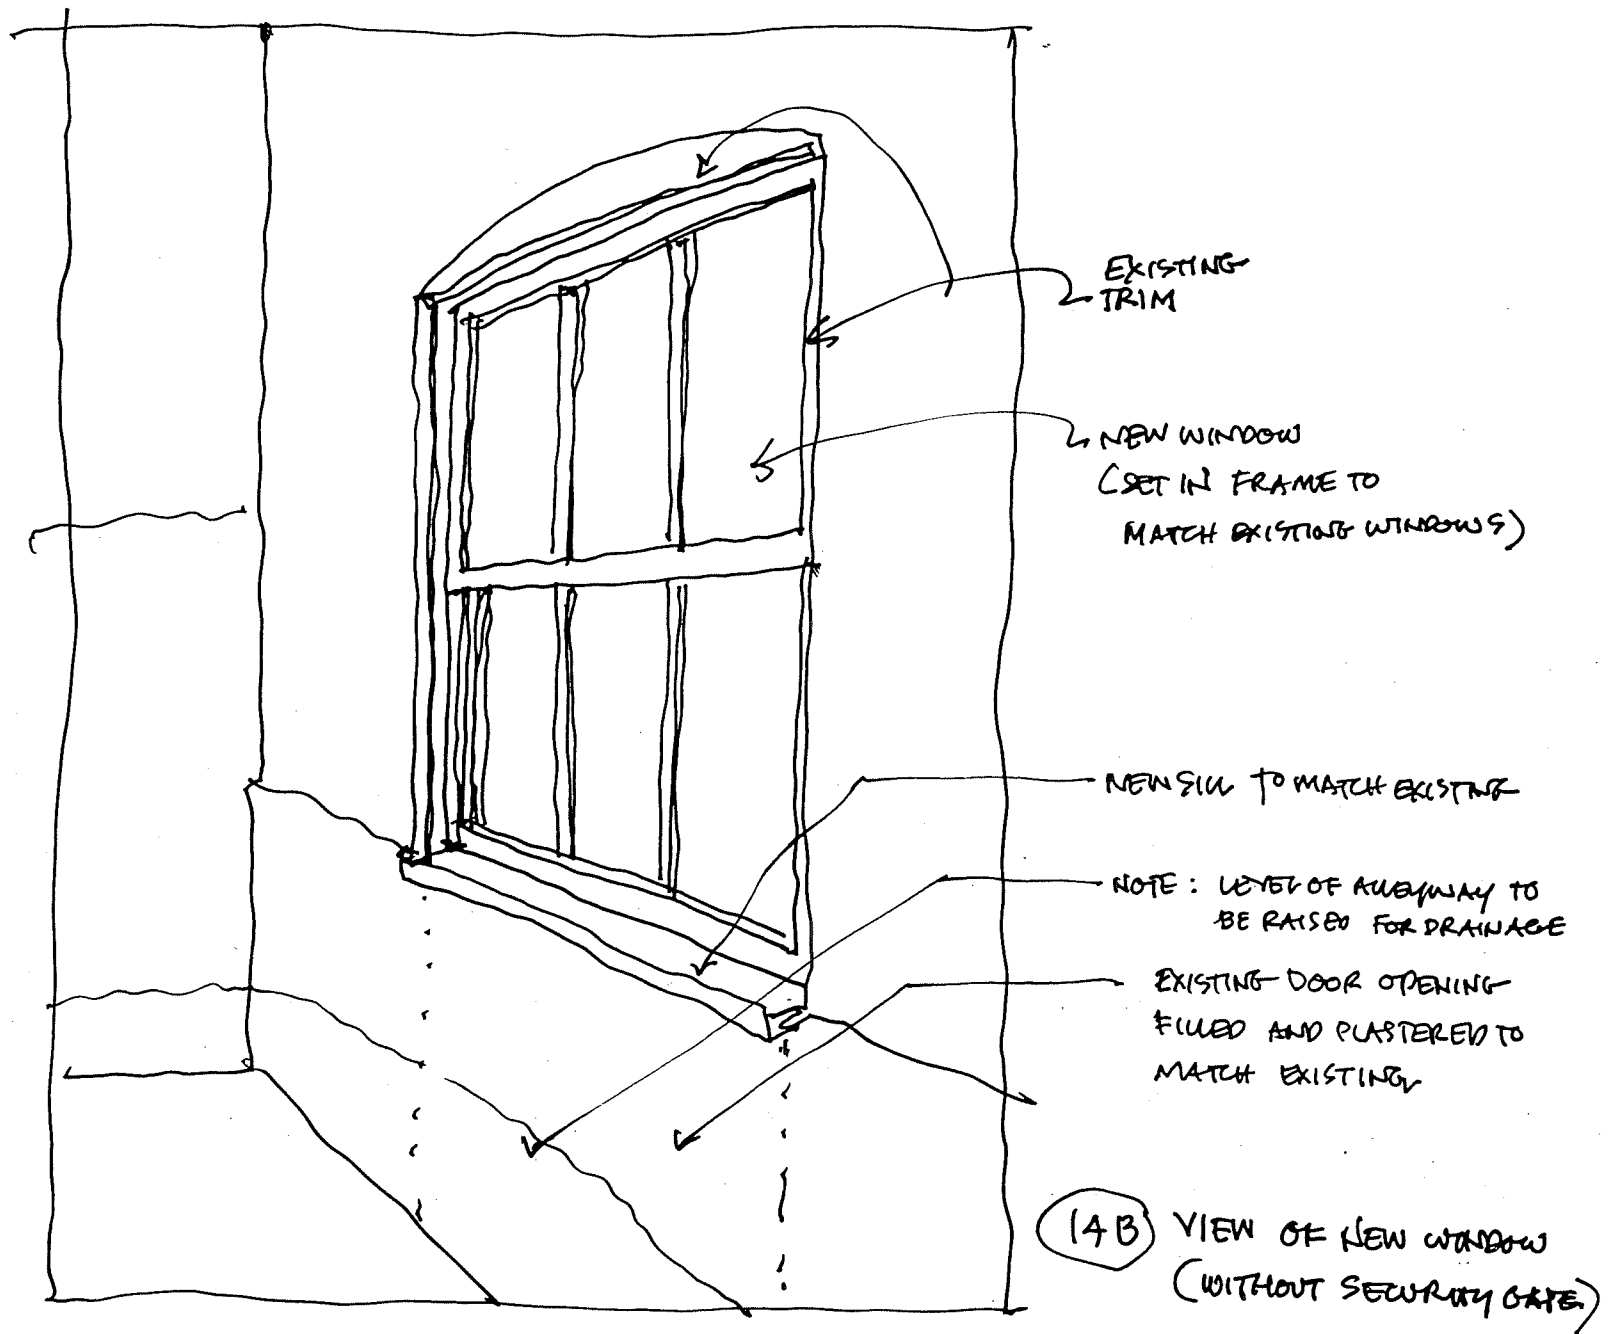 EXISTING
TRIM
NEW WINDOW
(SET IN FRAME TO
MATCH EXISTING WINDOWS)
NEW SILL TO MATCH EXISTING
NOTE: LEVEL OF ALLEYWAY TO
BE RAISED FOR DRAINAGE
EXISTING DOOR OPENING
FILLED AND PLASTERED TO
MATCH EXISTING
14B VIEW OF NEW WINDOW
(WITHOUT SECURITY GATE)